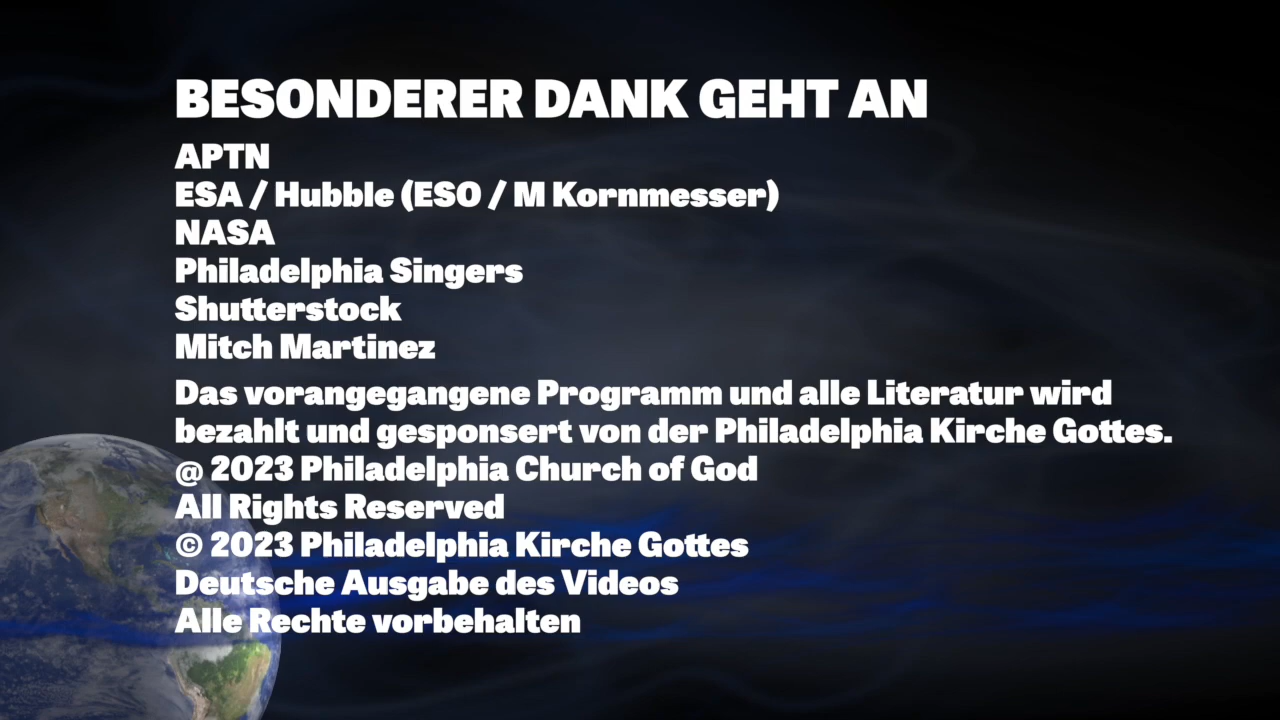 BESONDERER DANK GEHT AN
APTN
ESA / Hubble (ESO / M Kornmesser)
NASA
Philadelphia Singers
Shutterstock
Mitch Martinez
Das vorangegangene Programm und alle Literatur wird
bezahlt und gesponsert von der Philadelphia Kirche Gottes.
@ 2023 Philadelphia Church of God
All Rights Reserved
© 2023 Philadelphia Kirche Gottes
Deutsche Ausgabe des Videos
Alle Rechte vorbehalten